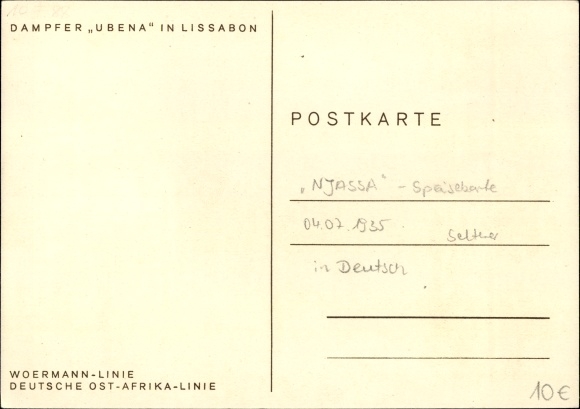 DAMPFER „UBENA“ IN LISSABON
POSTKARTE
„NJASSA“ - Speisekarte
04.07.1935
Seltener
in Deutsch
WOERMANN-LINIE
DEUTSCHE OST-AFRIKA-LINIE
10€